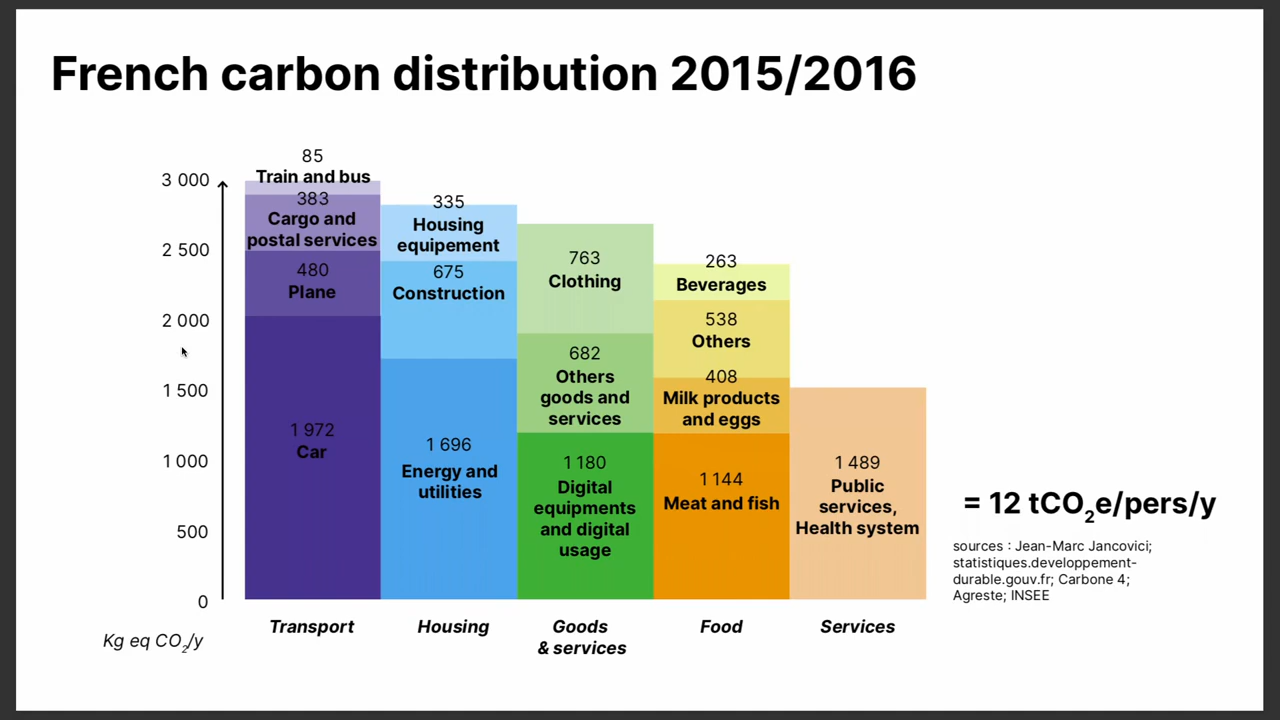 French carbon distribution 2015/2016
3 000
2 500
2 000
1 500
1 000
500
0
Kg eq CO2/y
85
Train and bus
383
Cargo and
postal services
480
Plane
1 972
Car
Transport
335
Housing
equipement
675
Construction
1 696
Energy and
utilities
Housing
763
Clothing
682
Others
goods and
services
1 180
Digital
equipments
and digital
usage
Goods
& services
263
Beverages
538
Others
408
Milk products
and eggs
1 144
Meat and fish
Food
1 489
Public
services,
Health system
Services
= 12 tCO2e/pers/y
sources : Jean-Marc Jancovici;
statistiques.developpement-
durable.gouv.fr; Carbone 4;
Agreste; INSEE